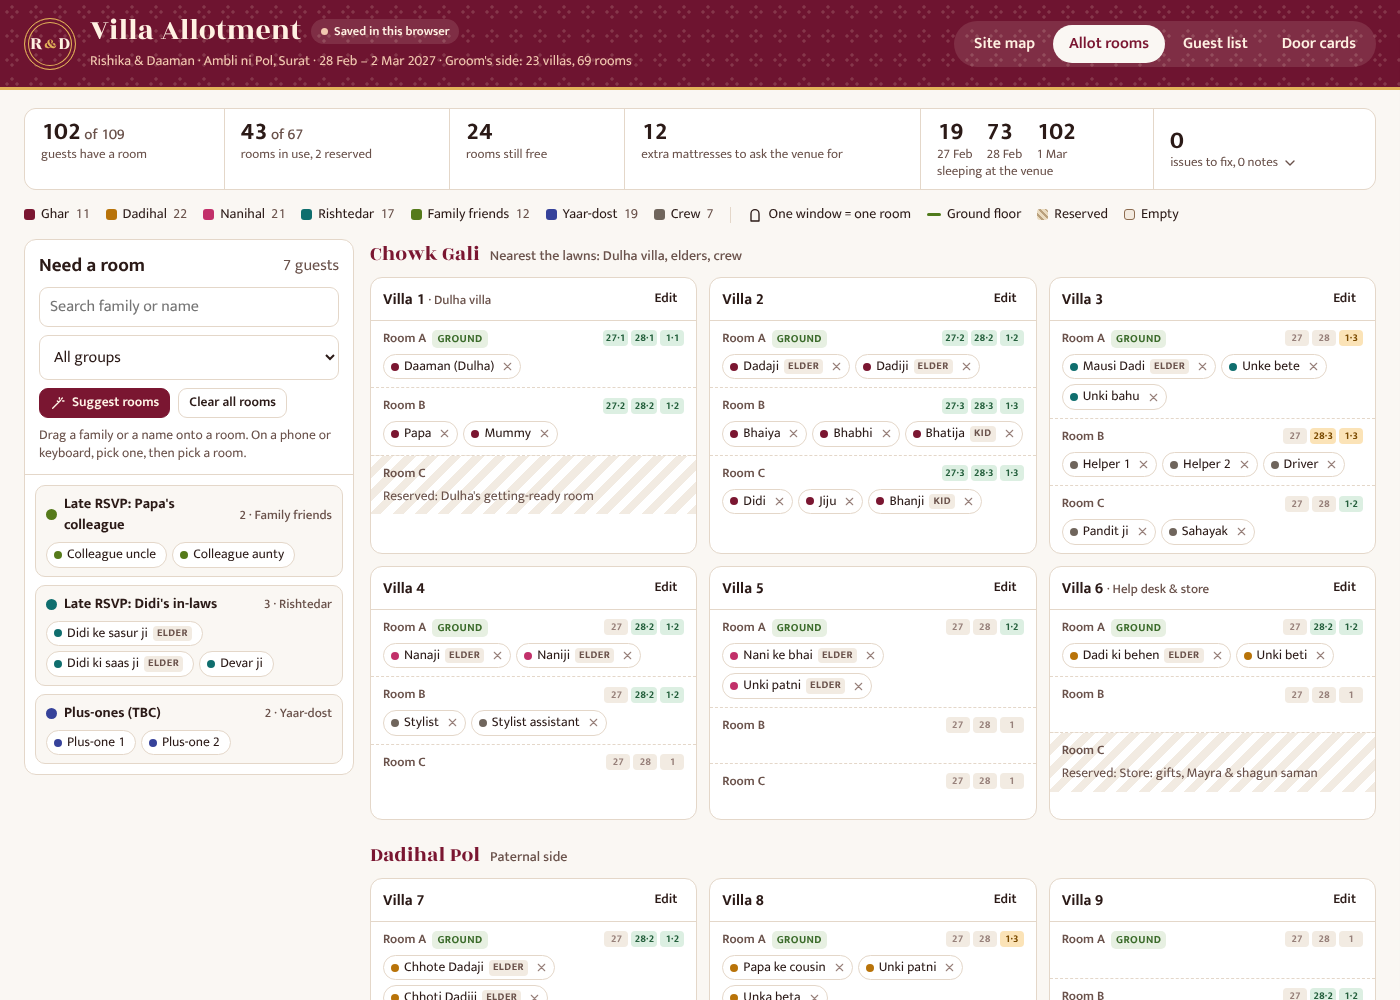 R & D
Villa Allotment
Saved in this browser
Rishika & Daaman · Ambli ni Pol, Surat · 28 Feb – 2 Mar 2027 · Groom's side: 23 villas, 69 rooms
Site map
Allot rooms
Guest list
Door cards
102 of 109
guests have a room
43 of 67
rooms in use, 2 reserved
24
rooms still free
12
extra mattresses to ask the venue for
19 73 102
27 Feb 28 Feb 1 Mar
sleeping at the venue
0
issues to fix, 0 notes
Ghar 11 Dadihal 22 Nanihal 21 Rishtedar 17 Family friends 12 Yaar-dost 19 Crew 7 One window = one room Ground floor Reserved Empty
Need a room 7 guests
Search family or name
All groups
Suggest rooms Clear all rooms
Drag a family or a name onto a room. On a phone or
keyboard, pick one, then pick a room.
Late RSVP: Papa's
colleague
2 · Family friends
Colleague uncle Colleague aunty
Late RSVP: Didi's in-laws 3 · Rishtedar
Didi ke sasur ji ELDER
Didi ki saas ji ELDER Devar ji
Plus-ones (TBC) 2 · Yaar-dost
Plus-one 1 Plus-one 2
Chowk Gali Nearest the lawns: Dulha villa, elders, crew
Villa 1 · Dulha villa Edit
Room A GROUND 27·1 28·1 1·1
Daaman (Dulha) ×
Room B 27·2 28·2 1·2
Papa × Mummy ×
Room C
Reserved: Dulha's getting-ready room
Villa 2 Edit
Room A GROUND 27·2 28·2 1·2
Dadaji ELDER × Dadiji ELDER ×
Room B 27·3 28·3 1·3
Bhaiya × Bhabhi × Bhatija KID ×
Room C 27·3 28·3 1·3
Didi × Jiju × Bhanji KID ×
Villa 3 Edit
Room A GROUND 27 28 1·3
Mausi Dadi ELDER × Unke bete ×
Unki bahu ×
Room B 27 28·3 1·3
Helper 1 × Helper 2 × Driver ×
Room C 27 28 1·2
Pandit ji × Sahayak ×
Villa 4 Edit
Room A GROUND 27 28·2 1·2
Nanaji ELDER × Naniji ELDER ×
Room B 27 28·2 1·2
Stylist × Stylist assistant ×
Room C 27 28 1
Villa 5 Edit
Room A GROUND 27 28 1·2
Nani ke bhai ELDER ×
Unki patni ELDER ×
Room B 27 28 1
Room C 27 28 1
Villa 6 · Help desk & store Edit
Room A GROUND 27 28·2 1·2
Dadi ki behen ELDER × Unki beti ×
Room B 27 28 1
Room C
Reserved: Store: gifts, Mayra & shagun saman
Dadihal Pol Paternal side
Villa 7 Edit
Room A GROUND 27 28·2 1·2
Chhote Dadaji ELDER ×
Chhoti Dadiji ELDER ×
Villa 8 Edit
Room A GROUND 27 28 1·3
Papa ke cousin × Unki patni ×
Unka beta ×
Villa 9 Edit
Room A GROUND 27 28 1
Room B 27 28·2 1·2